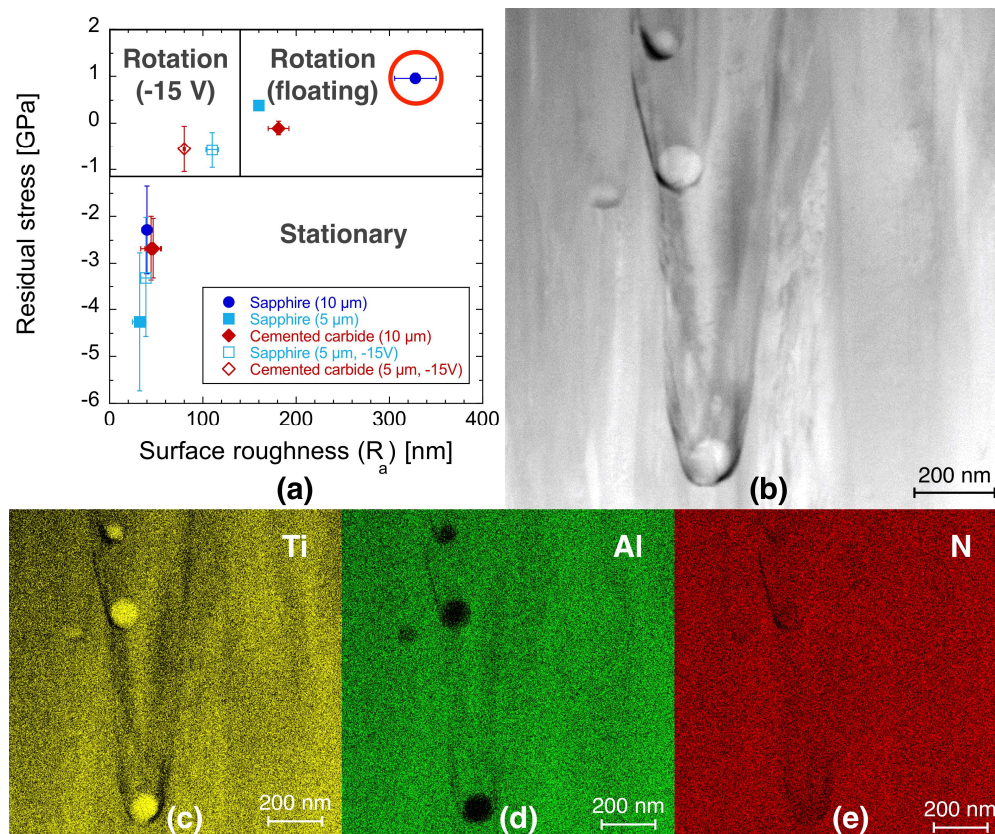 Residual stress [GPa]
2
1
0
-1
-2
-3
-4
-5
-6
Rotation
(-15 V)
Rotation
(floating)
Stationary
Sapphire (10 µm)
Sapphire (5 µm)
Cemented carbide (10 µm)
Sapphire (5 µm, -15V)
Cemented carbide (5 µm, -15V)
0 100 200 300 400
Surface roughness (Ra) [nm]
(a)
(b)
200 nm
Ti
(c)
200 nm
Al
(d)
200 nm
N
(e)
200 nm